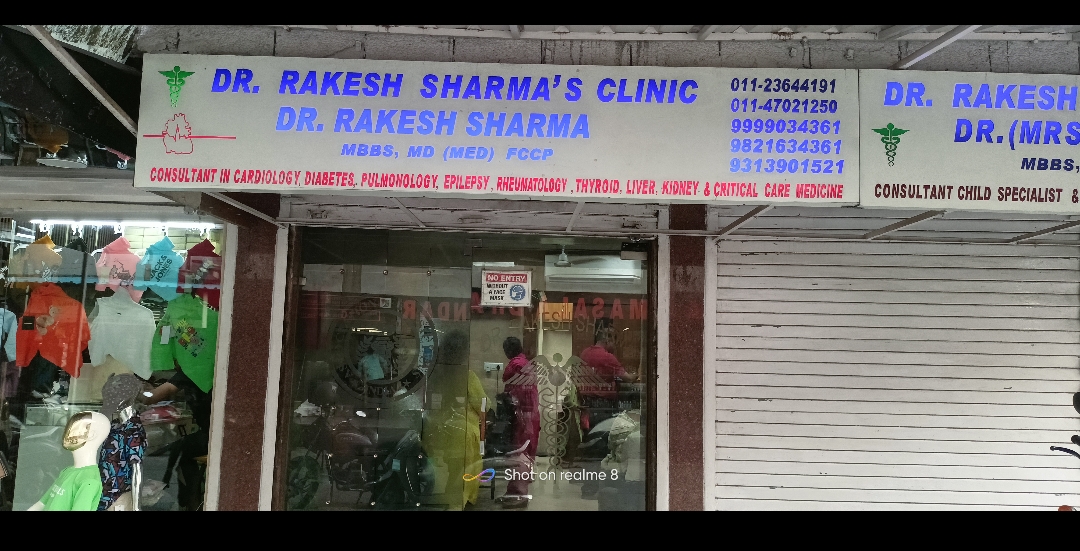 DR. RAKESH SHARMA'S CLINIC
DR. RAKESH SHARMA
MBBS, MD (MED) FCCP
CONSULTANT IN CARDIOLOGY, DIABETES, PULMONOLOGY, EPILEPSY, RHEUMATOLOGY, THYROID, LIVER, KIDNEY & CRITICAL CARE MEDICINE
011-23644191
011-47021250
9999034361
9821634361
9313901521
DR. RAKESH
DR.(MRS
MBBS,
CONSULTANT CHILD SPECIALIST &
NO ENTRY
WITHOUT
A FACE
MASK
Shot on realme 8